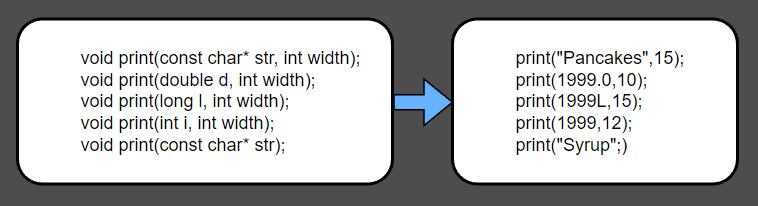 void print(const char* str, int width);
void print(double d, int width);
void print(long l, int width);
void print(int i, int width);
void print(const char* str);
print("Pancakes",15);
print(1999.0,10);
print(1999L,15);
print(1999,12);
print("Syrup";)